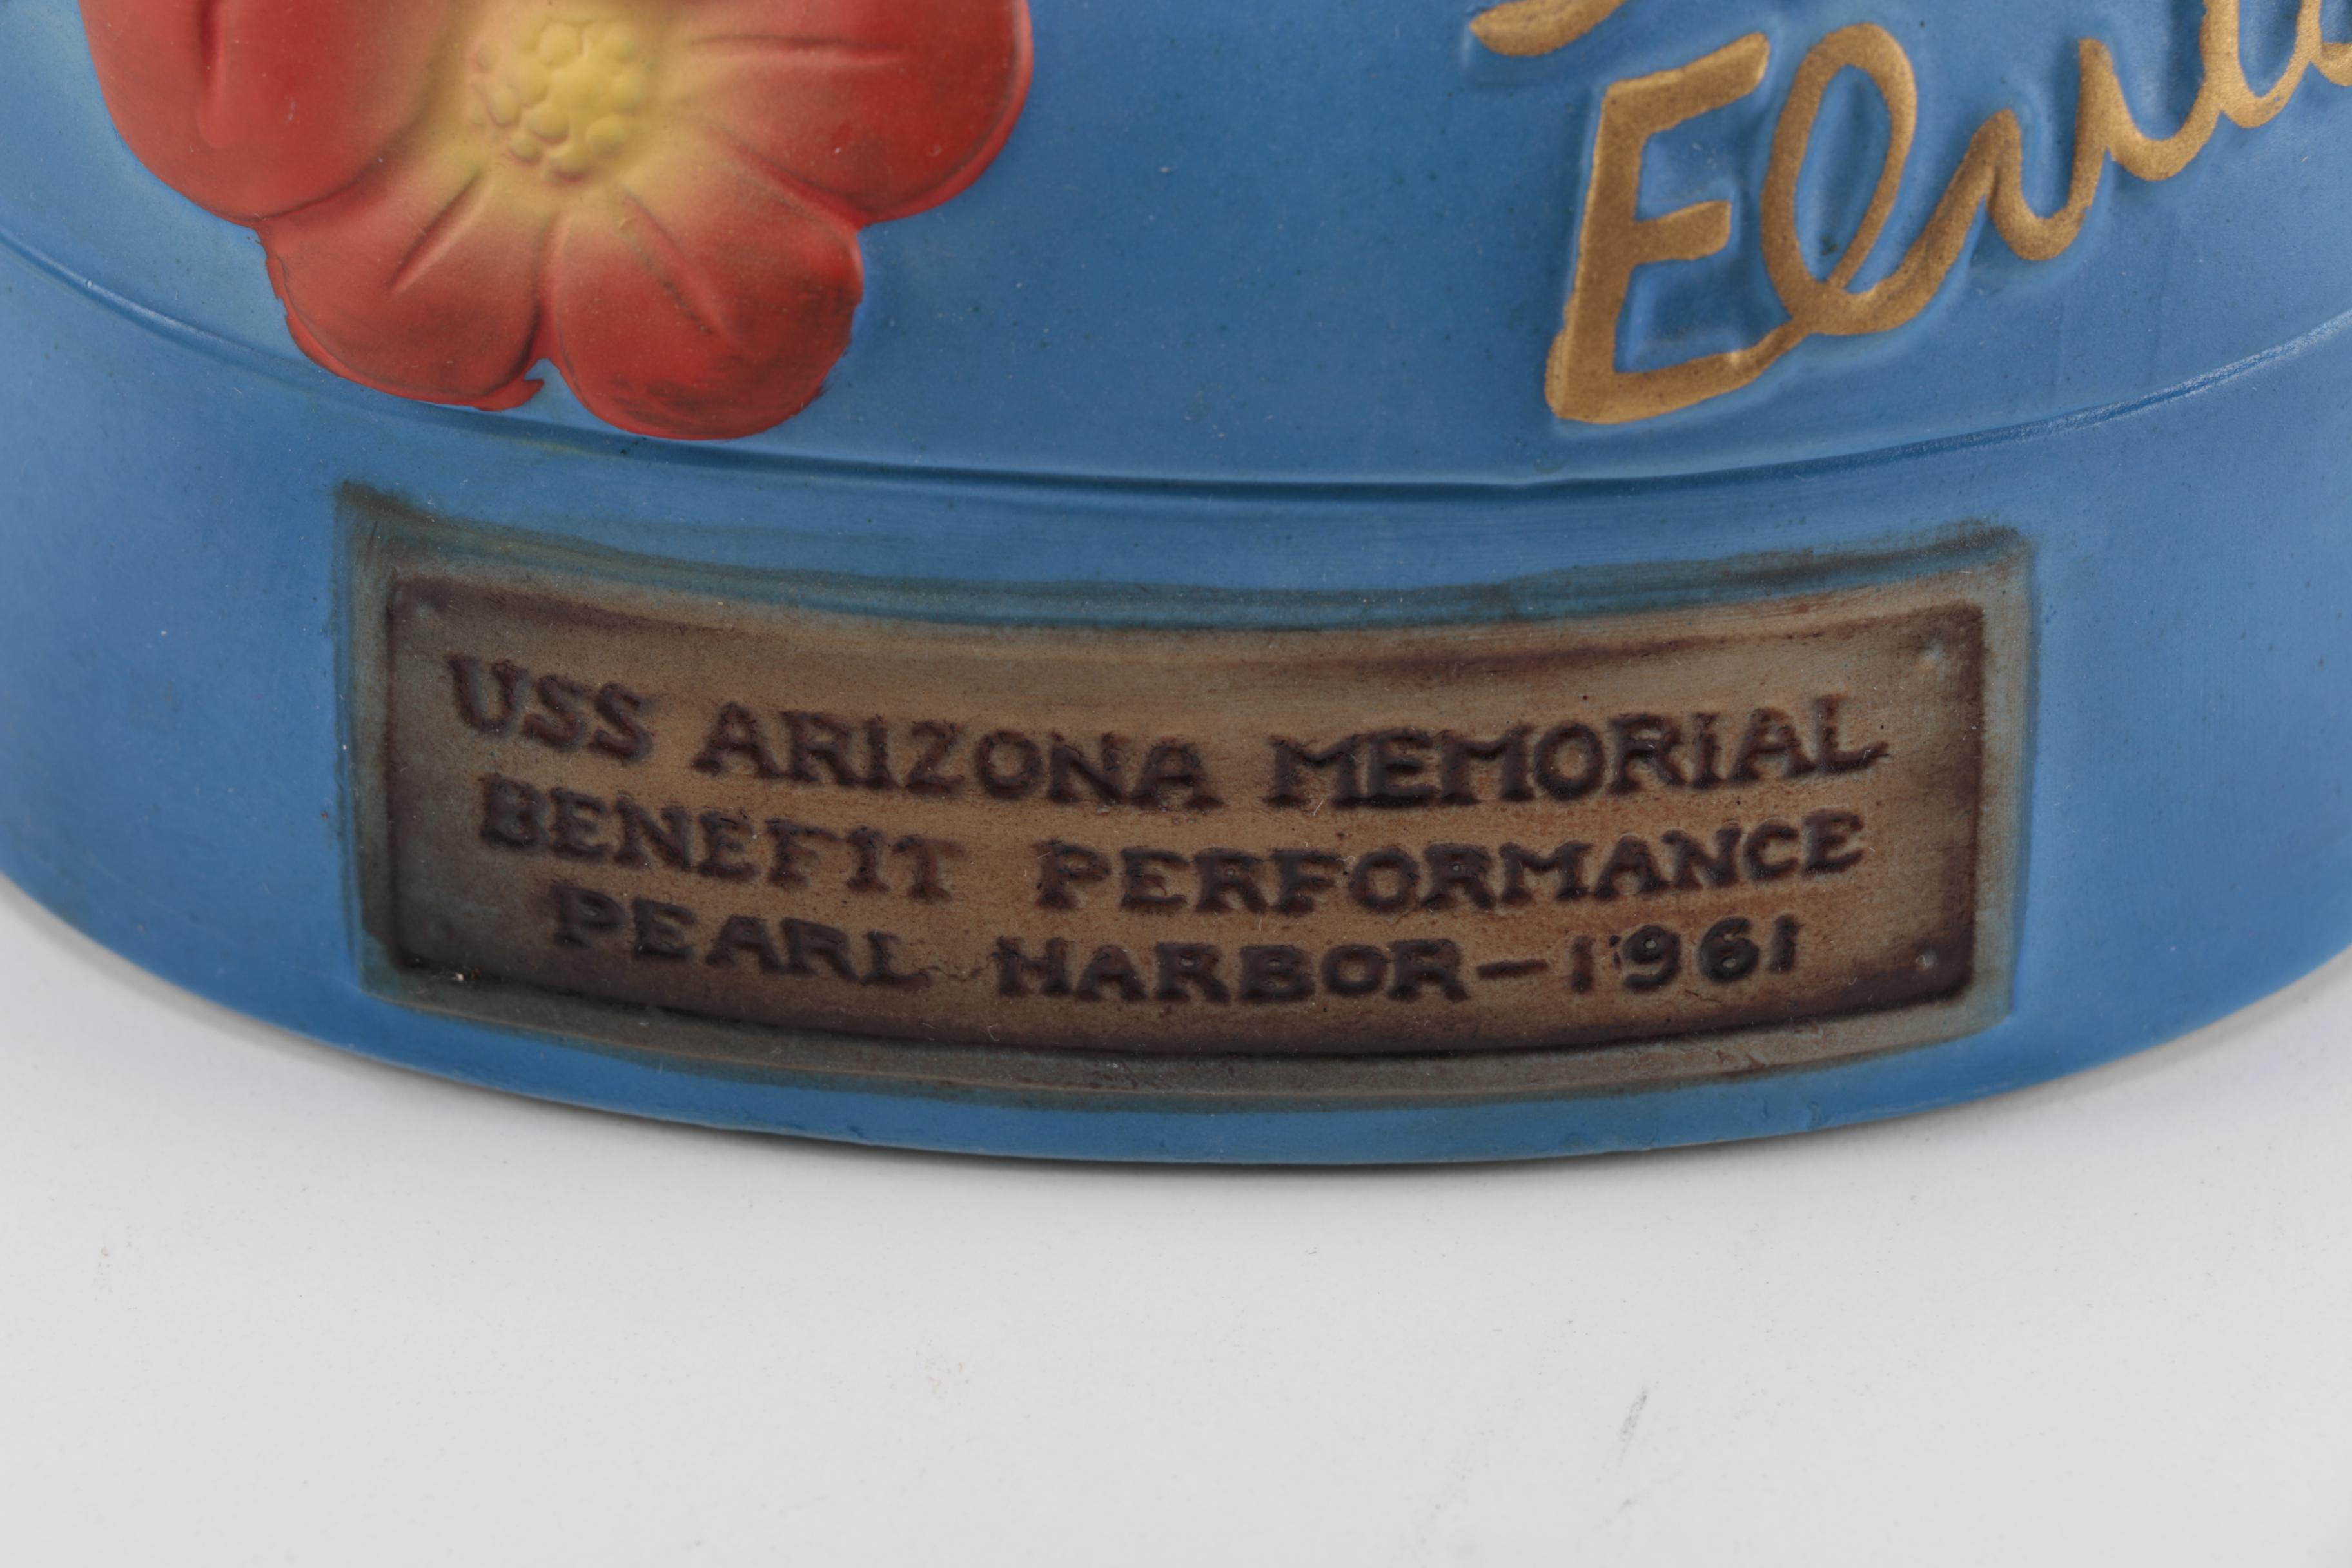 USS ARIZONA MEMORIAL
BENEFIT PERFORMANCE
PEARL HARBOR-1961